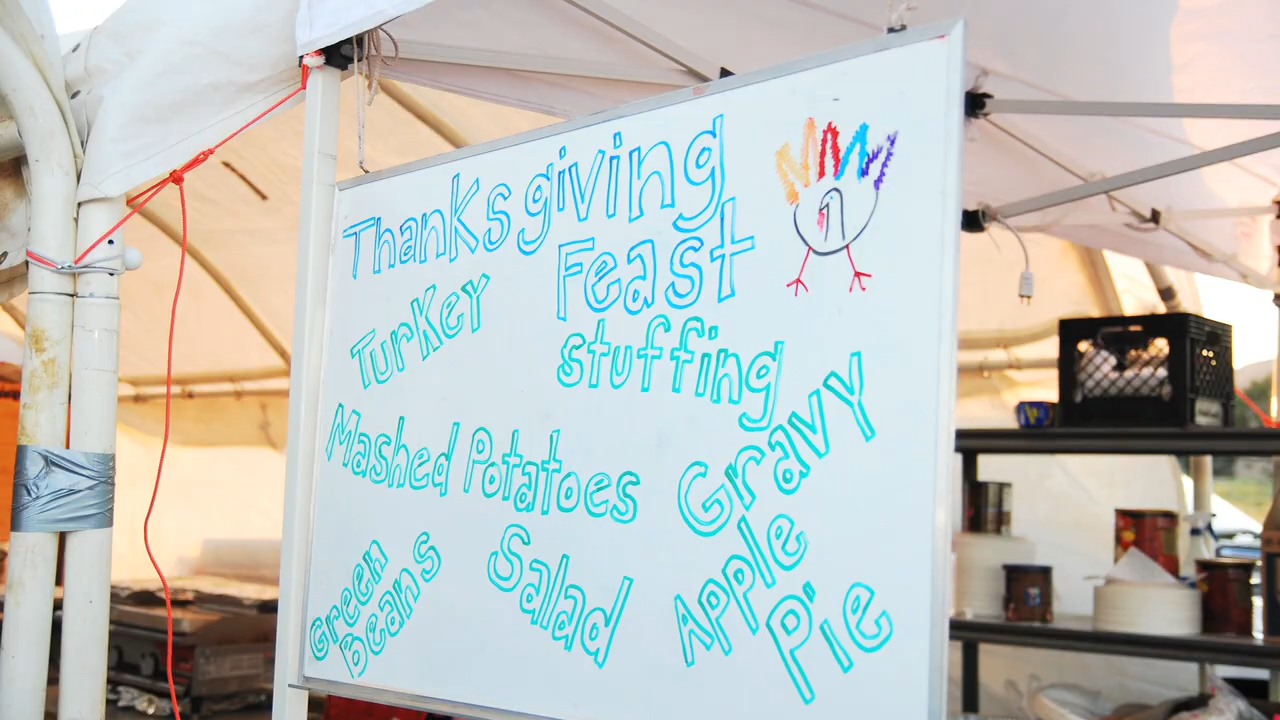 Thanksgiving
Feast
Turkey
stuffing
Mashed Potatoes
Gravy
Green
Beans
Salad
Apple
Pie